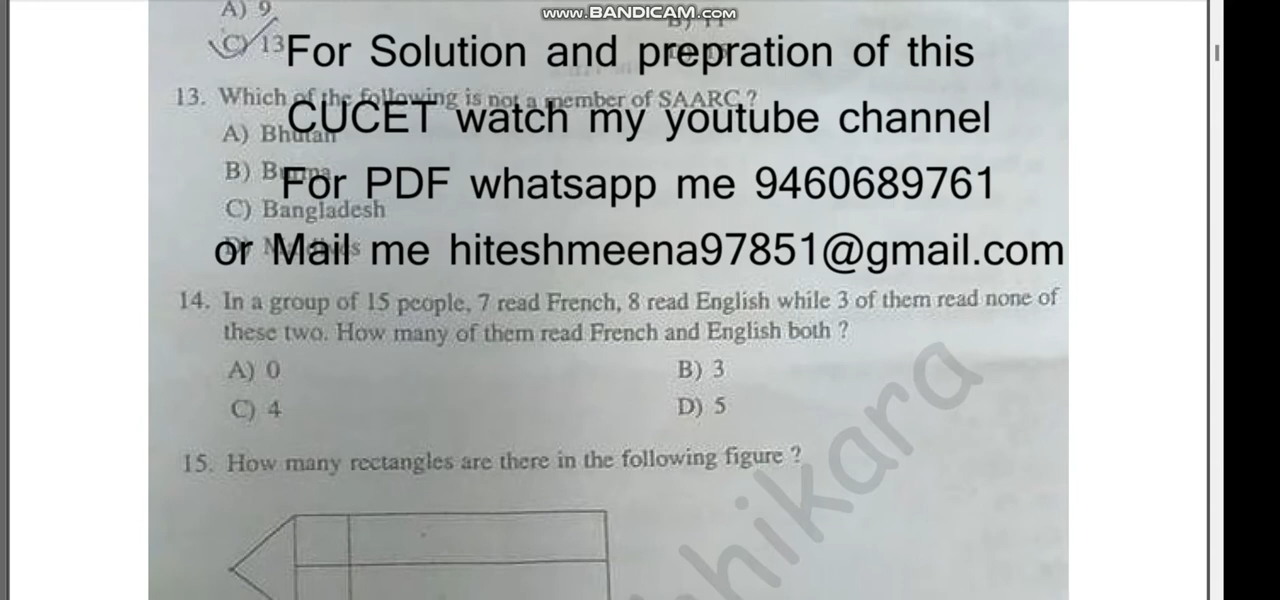 www.BANDICAM.com
A) 9
C) 13
For Solution and prepration of this
13. Which of the following is not a member of SAARC ?
CUCET watch my youtube channel
A) Bhutan
B) Burma
For PDF whatsapp me 9460689761
C) Bangladesh
or Mail me hiteshmeena97851@gmail.com
14. In a group of 15 people, 7 read French, 8 read English while 3 of them read none of
these two. How many of them read French and English both ?
A) 0 B) 3
C) 4 D) 5
15. How many rectangles are there in the following figure ?
hikara